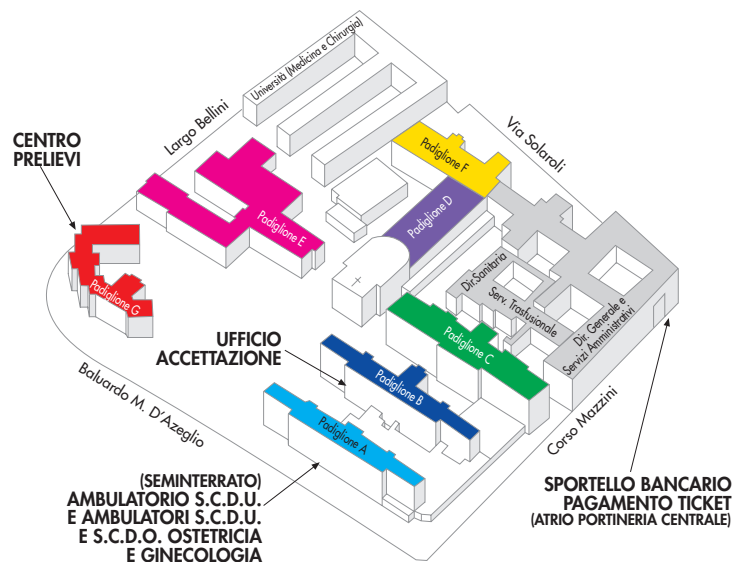 Università (Medicina e Chirurgia)
Largo Bellini
Via Solaroli
CENTRO
PRELIEVI
Padiglione F
Padiglione D
Padiglione E
Padiglione G
Dir.Sanitaria
Serv. Trasfusionale
Dir. Generale e
Servizi Amministrativi
Padiglione C
UFFICIO
ACCETTAZIONE
Padiglione B
Padiglione A
Baluardo M. D'Azeglio
Corso Mazzini
(SEMINTERRATO)
AMBULATORIO S.C.D.U.
E AMBULATORI S.C.D.U.
E S.C.D.O. OSTETRICIA
E GINECOLOGIA
SPORTELLO BANCARIO
PAGAMENTO TICKET
(ATRIO PORTINERIA CENTRALE)